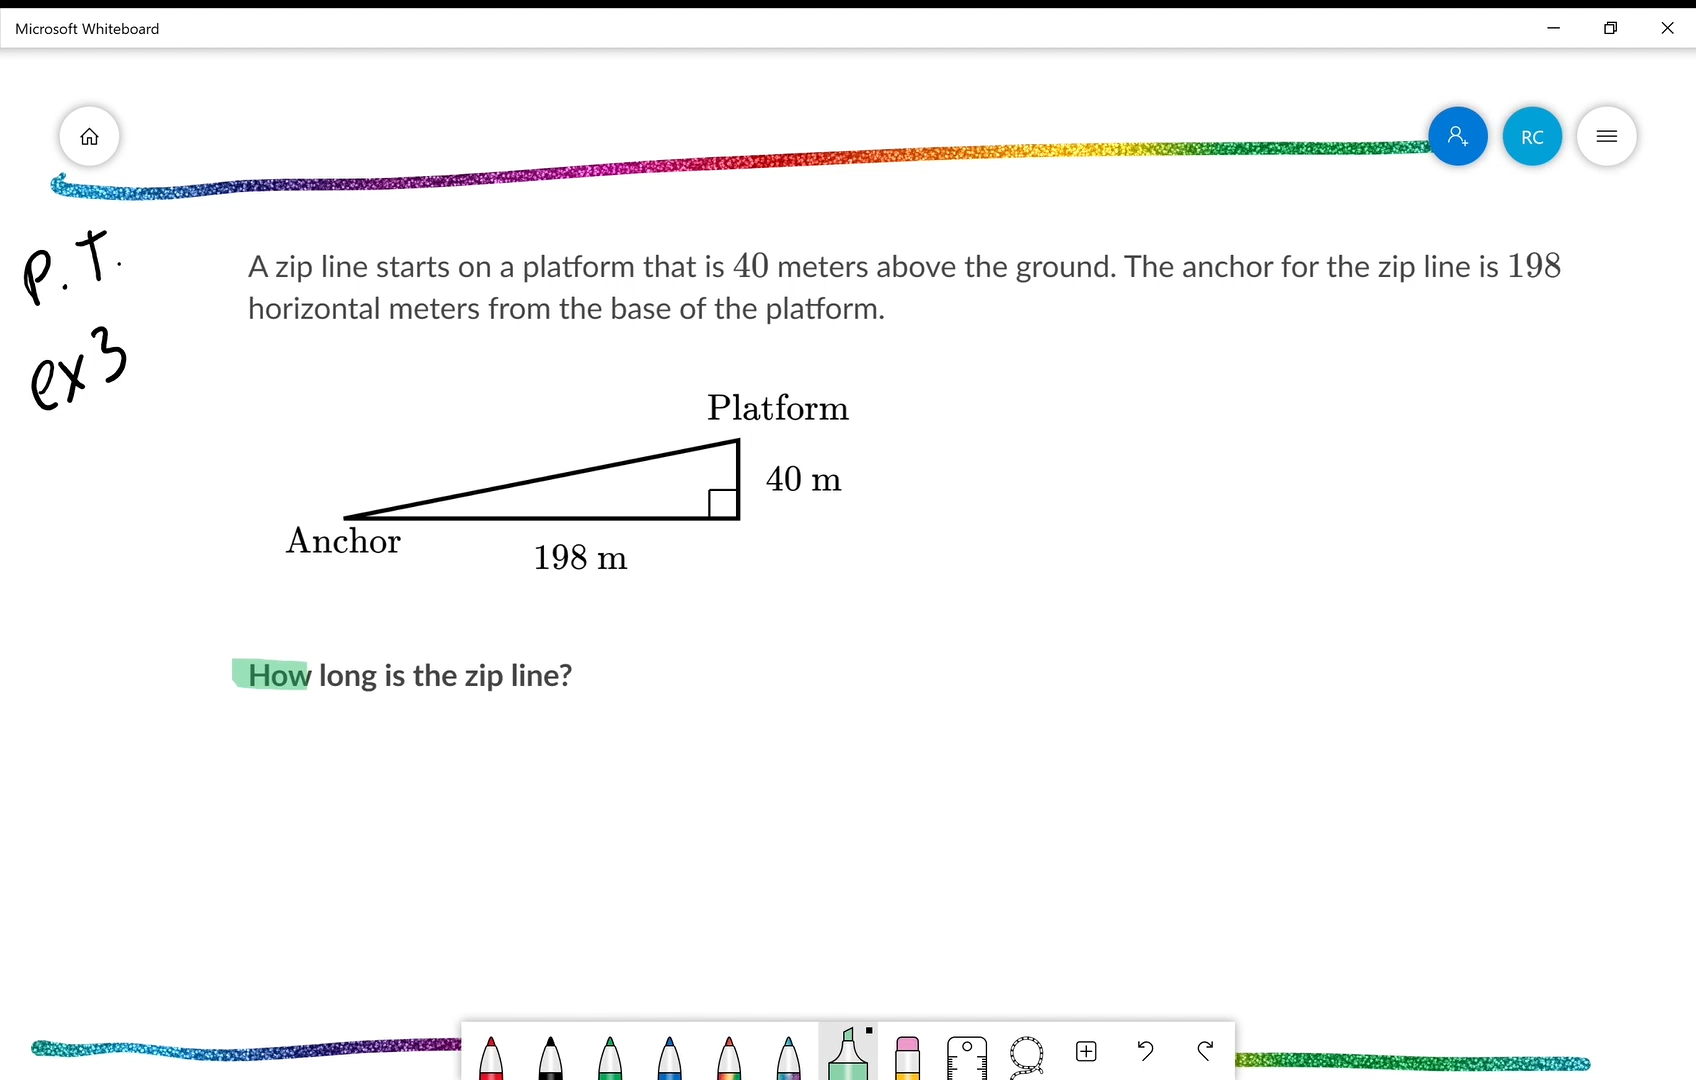 Microsoft Whiteboard
RC
P.T.
ex3
A zip line starts on a platform that is 40 meters above the ground. The anchor for the zip line is 198
horizontal meters from the base of the platform.
Platform
40 m
Anchor
198 m
How long is the zip line?